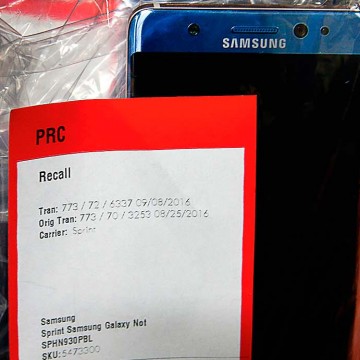 SAMSUNG
PRC
Recall
Tran: 773 / 72 / 6337 09/08/2016
Orig Tran: 773 / 70 / 3253 08/25/2016
Carrier: Sprint
Samsung
Sprint Samsung Galaxy Not
SPHN930PBL
SKU:5473300